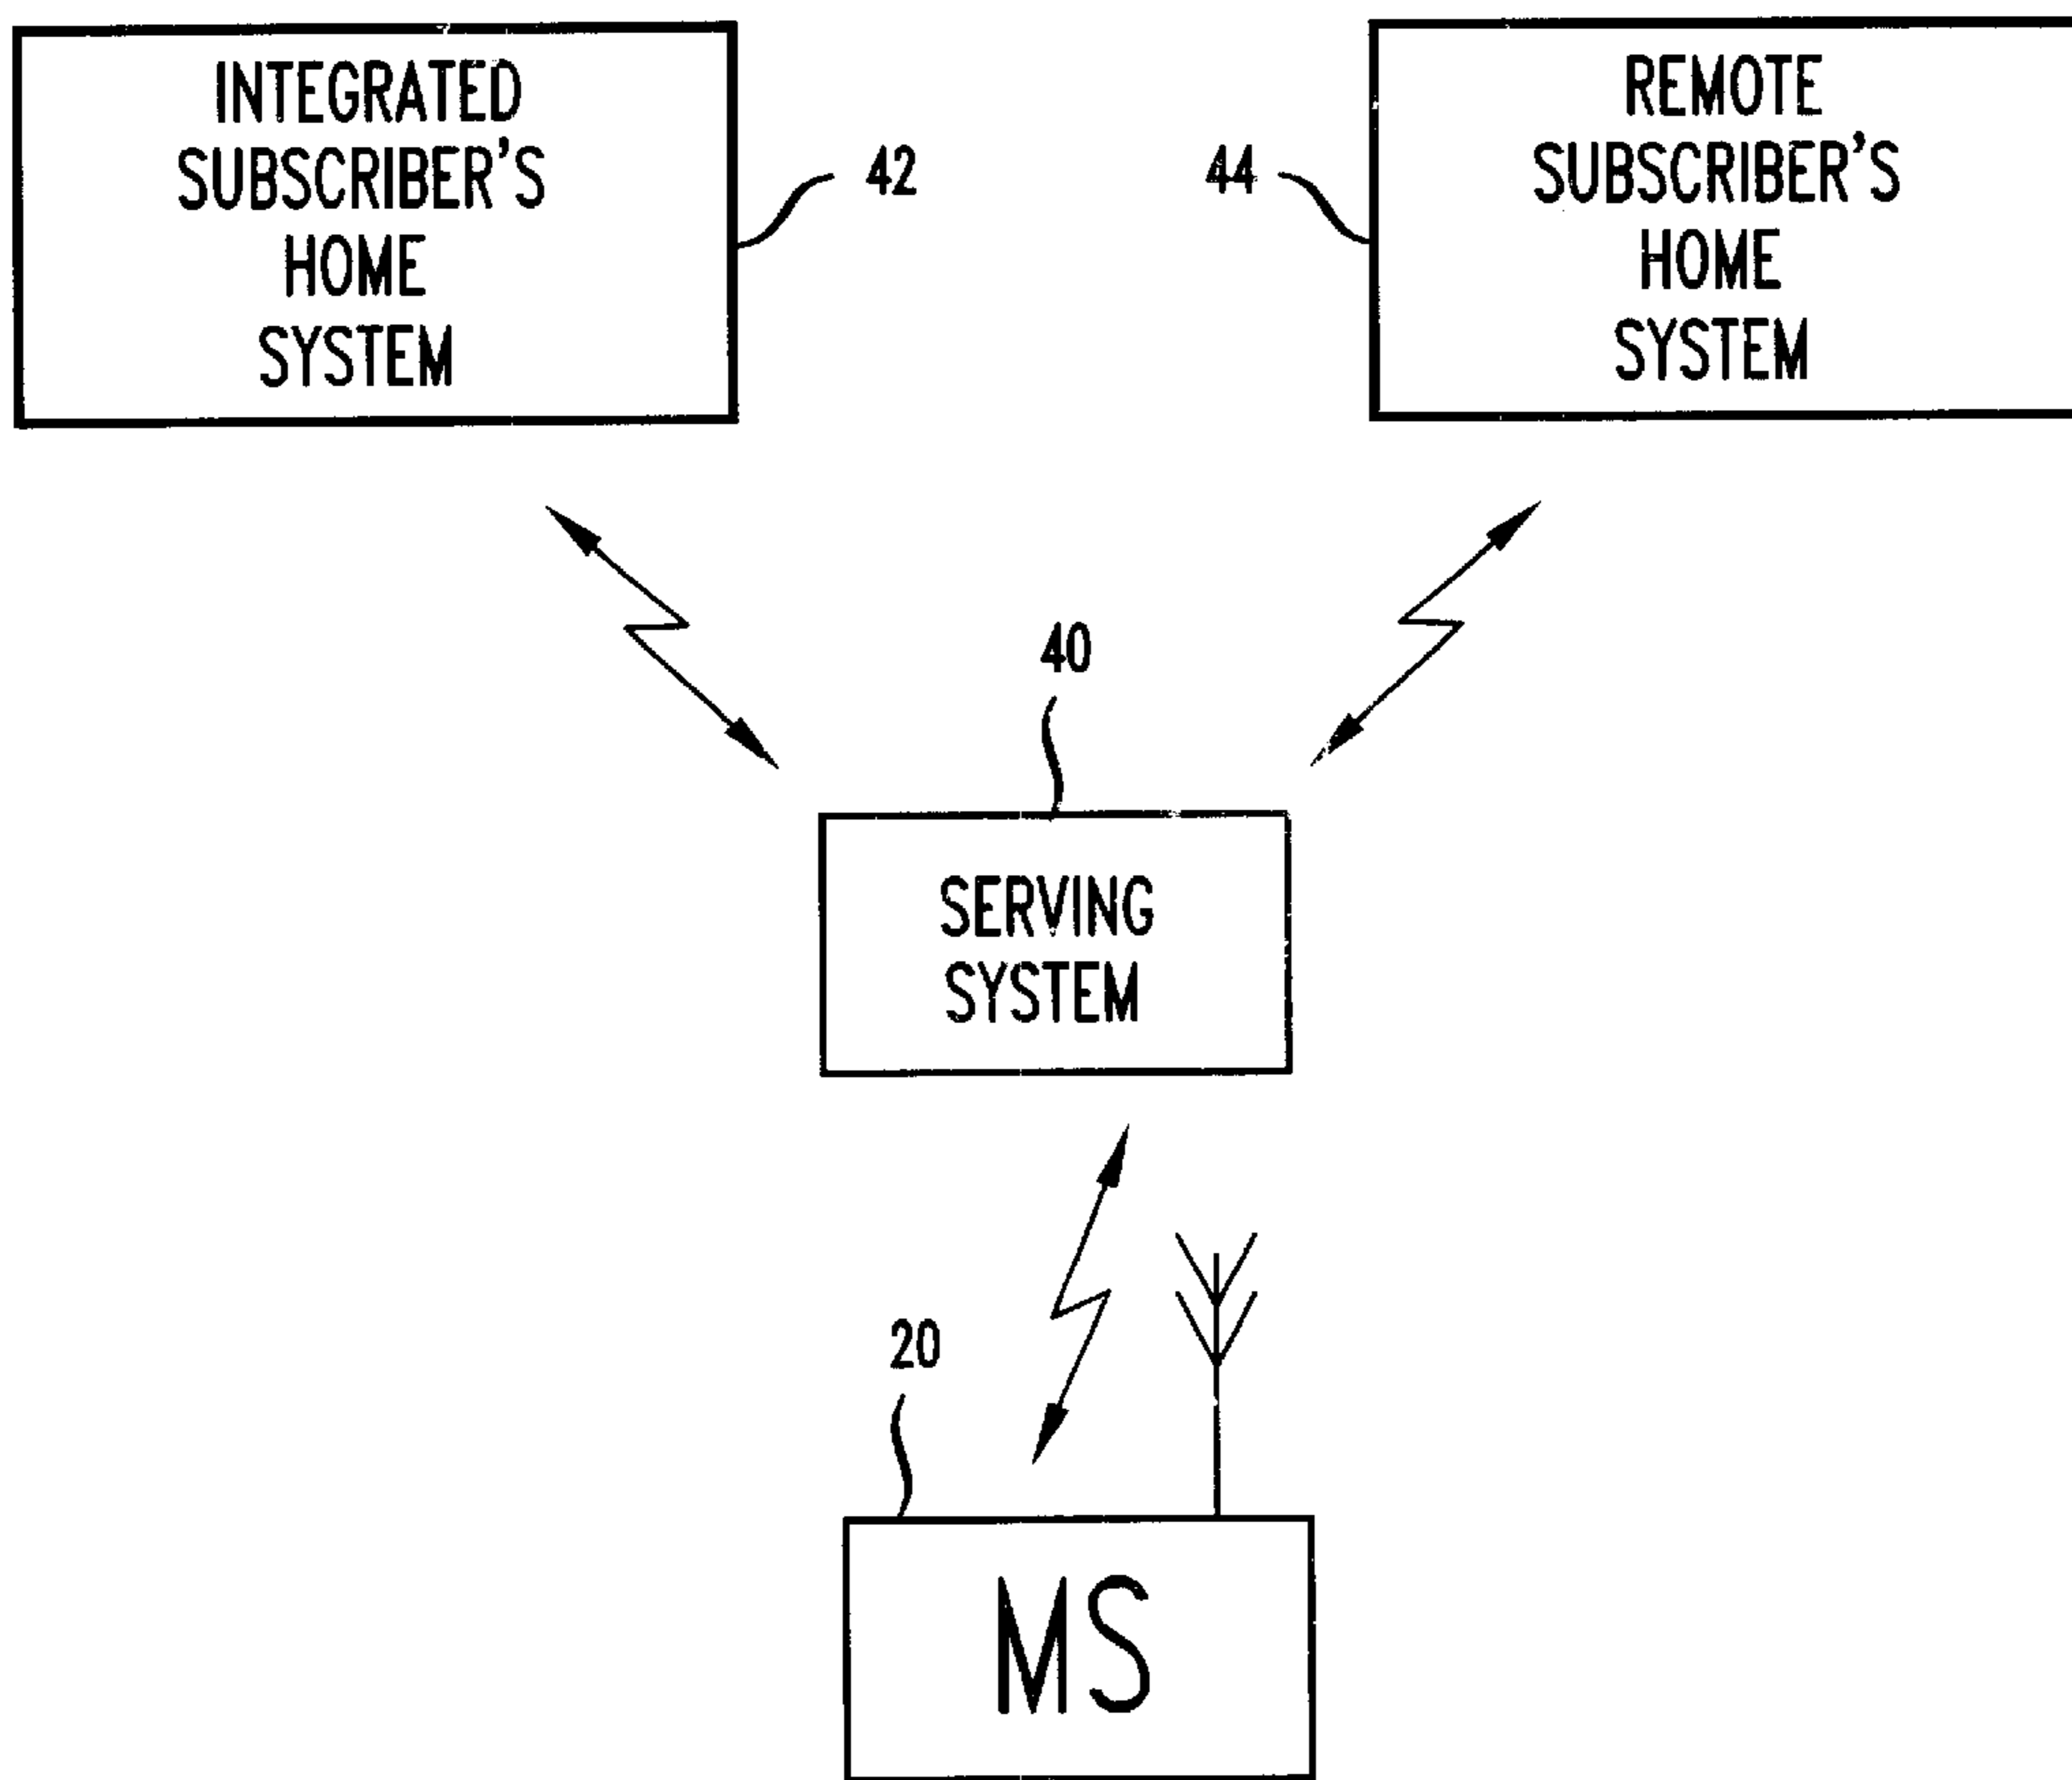 INTEGRATED
SUBSCRIBER'S
HOME
SYSTEM
42
44
REMOTE
SUBSCRIBER'S
HOME
SYSTEM
40
SERVING
SYSTEM
20
MS